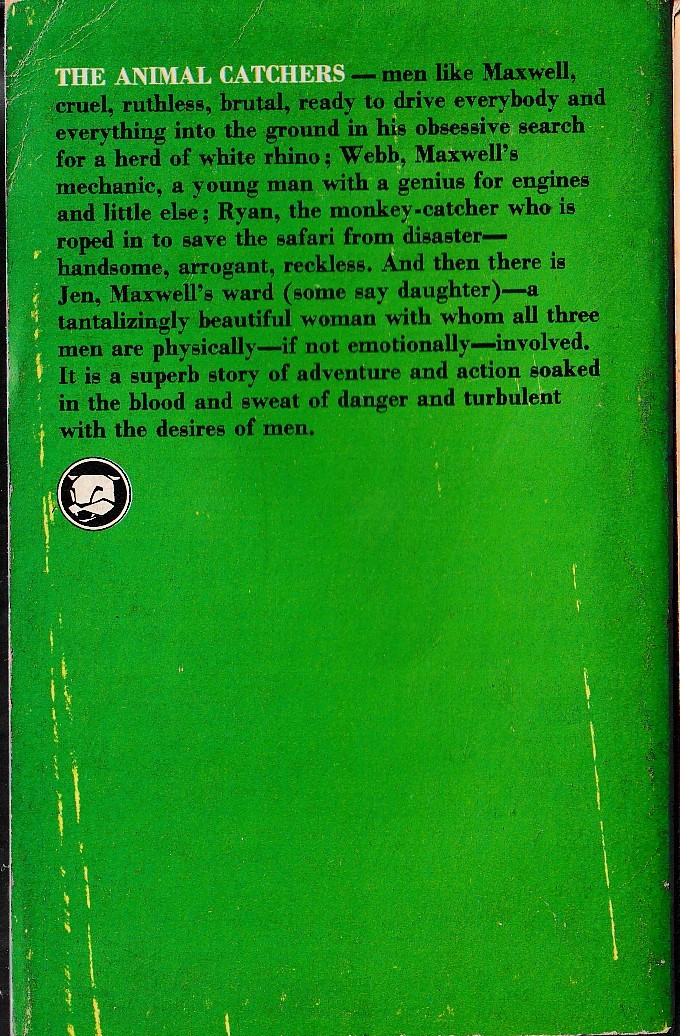 THE ANIMAL CATCHERS — men like Maxwell,
cruel, ruthless, brutal, ready to drive everybody and
everything into the ground in his obsessive search
for a herd of white rhino; Webb, Maxwell's
mechanic, a young man with a genius for engines
and little else; Ryan, the monkey-catcher who is
roped in to save the safari from disaster—
handsome, arrogant, reckless. And then there is
Jen, Maxwell's ward (some say daughter)—a
tantalizingly beautiful woman with whom all three
men are physically—if not emotionally—involved.
It is a superb story of adventure and action soaked
in the blood and sweat of danger and turbulent
with the desires of men.